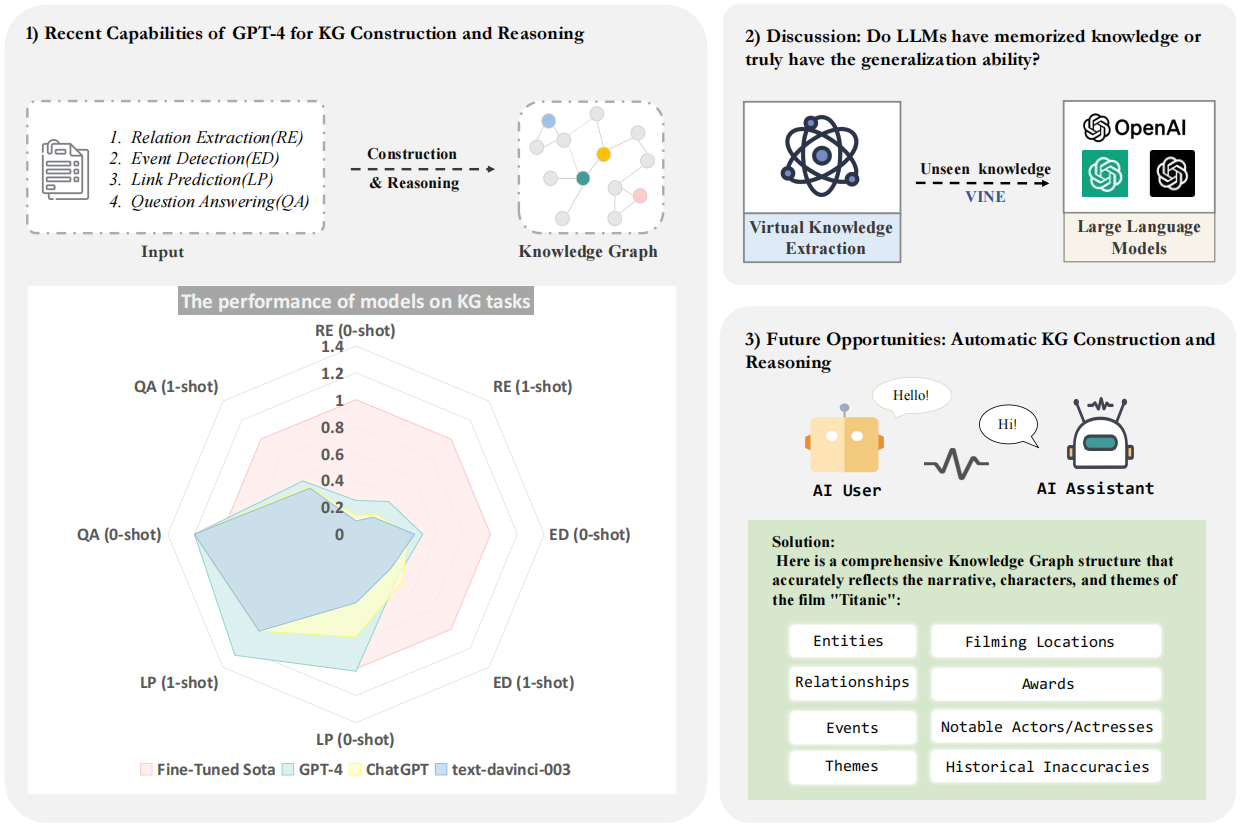 1) Recent Capabilities of GPT-4 for KG Construction and Reasoning
1. Relation Extraction(RE)
2. Event Detection(ED)
3. Link Prediction(LP)
4. Question Answering(QA)
Input
Construction
& Reasoning
Knowledge Graph
The performance of models on KG tasks
RE (0-shot)
RE (1-shot)
ED (0-shot)
ED (1-shot)
LP (0-shot)
LP (1-shot)
QA (0-shot)
QA (1-shot)
1.4
1.2
1
0.8
0.6
0.4
0.2
0
Fine-Tuned Sota GPT-4 ChatGPT text-davinci-003
2) Discussion: Do LLMs have memorized knowledge or
truly have the generalization ability?
Virtual Knowledge
Extraction
Unseen knowledge
VINE
OpenAI
Large Language
Models
3) Future Opportunities: Automatic KG Construction and
Reasoning
Hello!
Hi!
AI User
AI Assistant
Solution:
Here is a comprehensive Knowledge Graph structure that
accurately reflects the narrative, characters, and themes of
the film "Titanic":
Entities
Filming Locations
Relationships
Awards
Events
Notable Actors/Actresses
Themes
Historical Inaccuracies